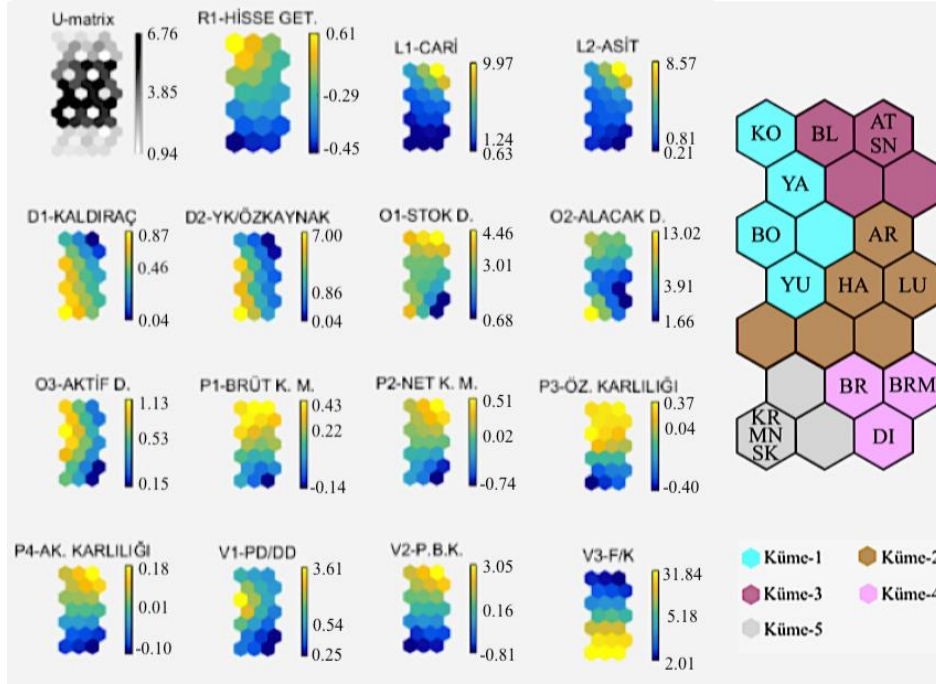 U-matrix
6.76
3.85
0.94
R1-HİSSE GET.
0.61
-0.29
-0.45
L1-CARİ
9.97
1.24
0.63
L2-ASİT
8.57
0.81
0.21
D1-KALDIRAÇ
0.87
0.46
0.04
D2-YK/ÖZKAYNAK
7.00
0.86
0.04
O1-STOK D.
4.46
3.01
0.68
O2-ALACAK D.
13.02
3.91
1.66
O3-AKTİF D.
1.13
0.53
0.15
P1-BRÜT K. M.
0.43
0.22
-0.14
P2-NET K. M.
0.51
0.02
-0.74
P3-ÖZ. KARLILIĞI
0.37
0.04
-0.40
P4-AK. KARLILIĞI
0.18
0.01
-0.10
V1-PD/DD
3.61
0.54
0.25
V2-P.B.K.
3.05
0.16
-0.81
V3-F/K
31.84
5.18
2.01
KO
BL
AT
SN
YA
BO
AR
YU
HA
LU
BR
BRM
KR
MN
SK
DI
Küme-1
Küme-2
Küme-3
Küme-4
Küme-5